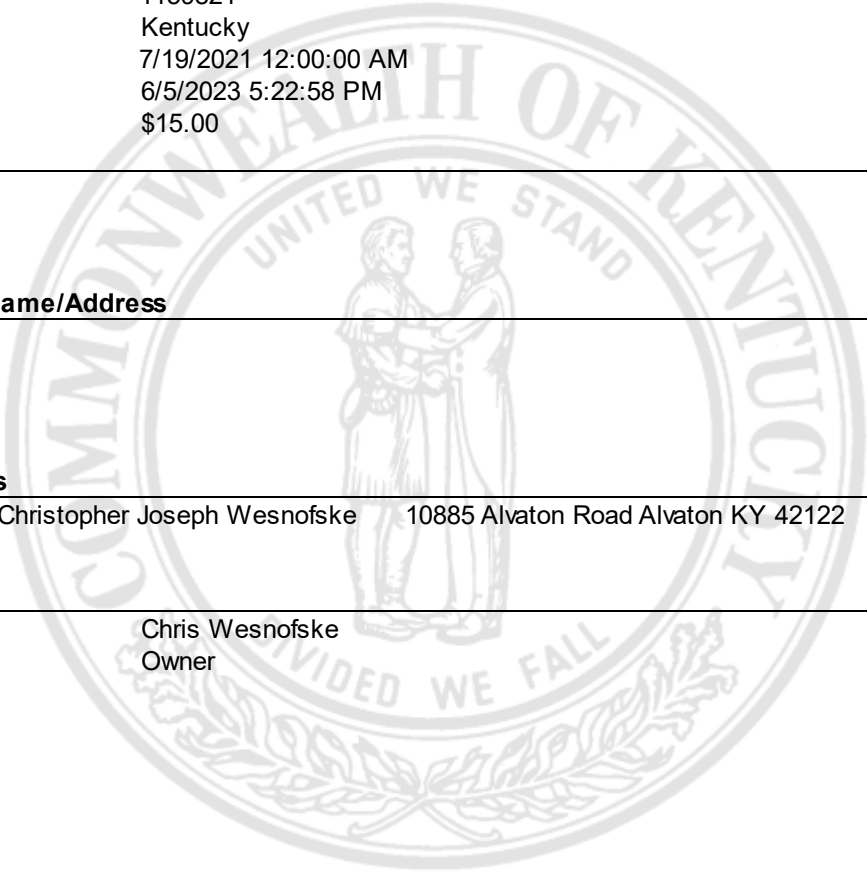 Kentucky
7/19/2021 12:00:00 AM
6/5/2023 5:22:58 PM
$15.00
COMMONWEALTH OF KENTUCKY
UNITED WE STAND
ame/Address
s
Christopher Joseph Wesnofske 10885 Alvaton Road Alvaton KY 42122
Chris Wesnofske
Owner
DIVIDED WE FALL